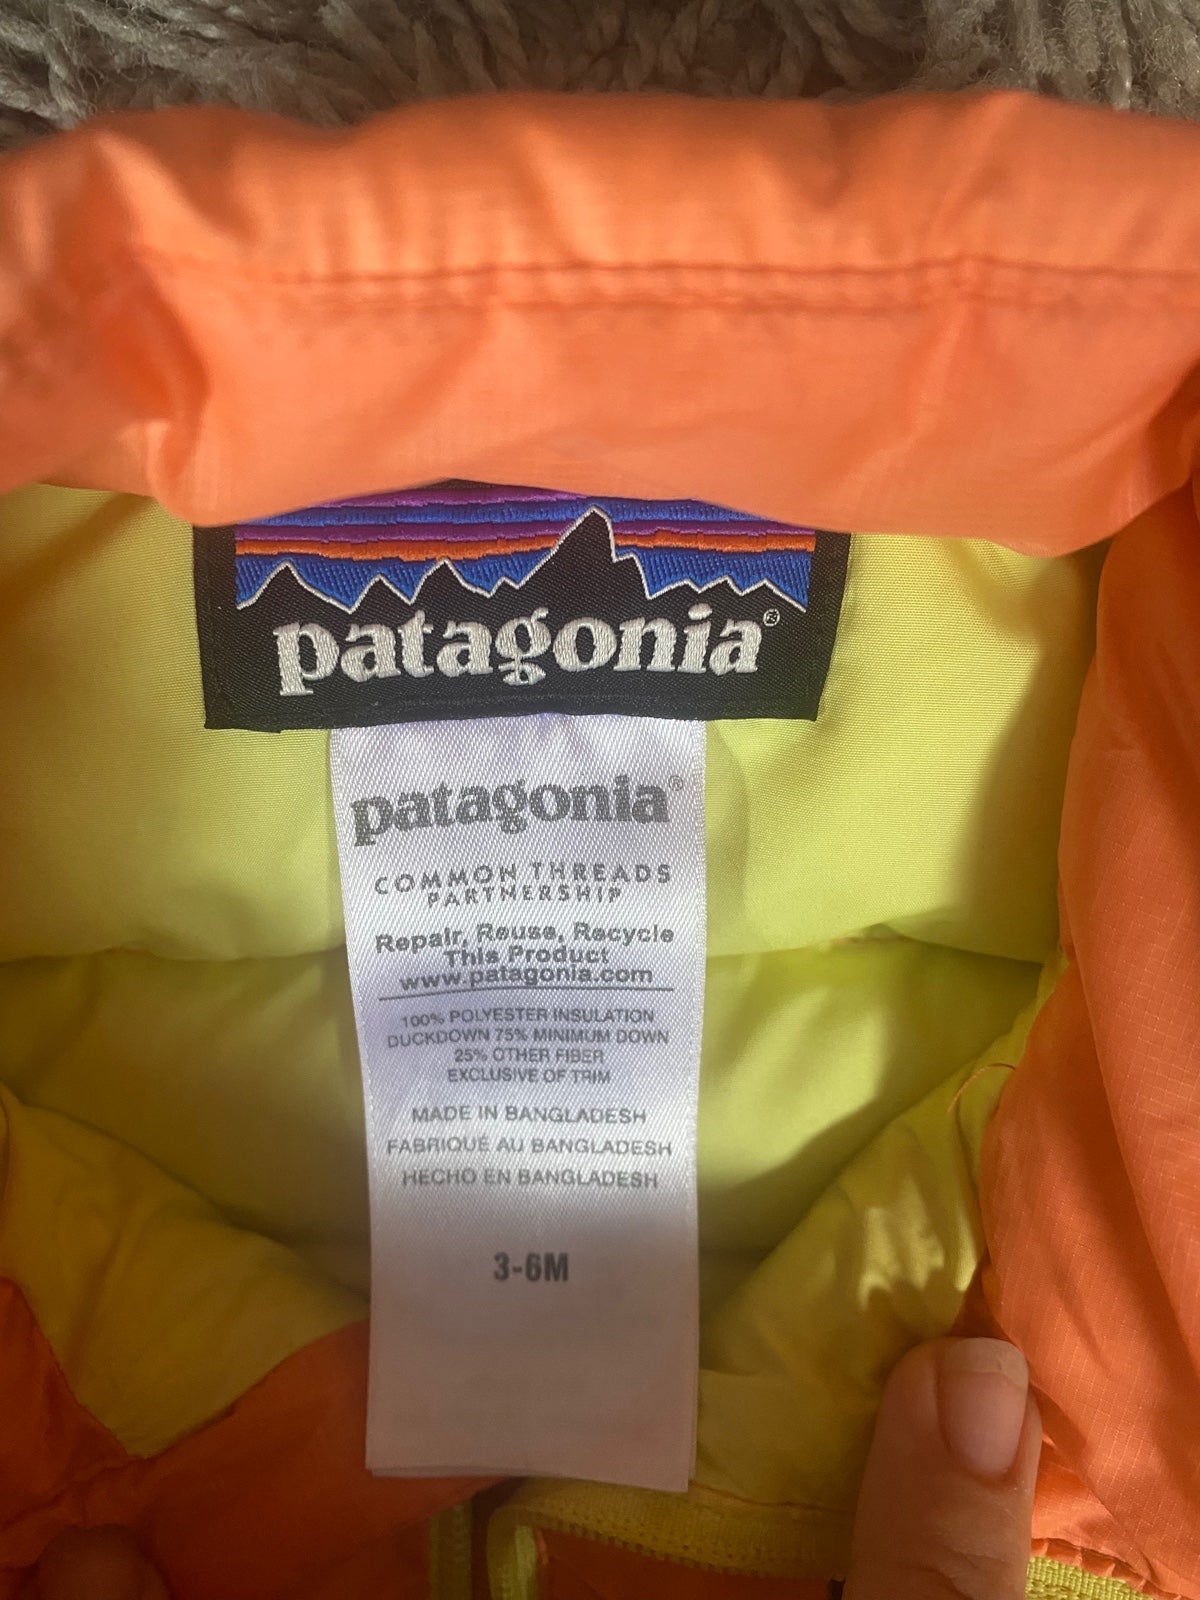 patagonia®
patagonia®
COMMON THREADS
PARTNERSHIP
Repair, Reuse, Recycle
This Product
www.patagonia.com
100% POLYESTER INSULATION
DUCKDOWN 75% MINIMUM DOWN
25% OTHER FIBER
EXCLUSIVE OF TRIM
MADE IN BANGLADESH
FABRIQUÉ AU BANGLADESH
HECHO EN BANGLADESH
3-6M